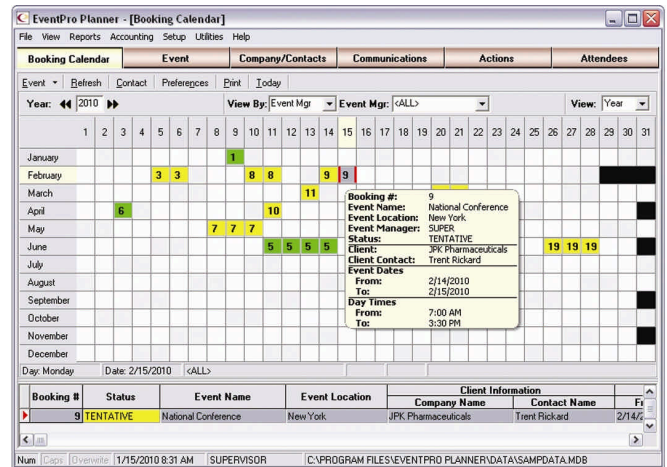 EventPro Planner - [Booking Calendar]
File View Reports Accounting Setup Utilities Help
Booking Calendar Event Company/Contacts Communications Actions Attendees
Event Refresh Contact Preferences Print Today
Year: 2010 View By: Event Mgr Event Mgr: <ALL> View: Year
1 2 3 4 5 6 7 8 9 10 11 12 13 14 15 16 17 18 19 20 21 22 23 24 25 26 27 28 29 30 31
January 1
February 3 3 8 8 9 9
March 11
April 6 10
May 7 7 7
June 5 5 5 5 19 19 19
July
August
September
October
November
December
Booking #: 9
Event Name: National Conference
Event Location: New York
Event Manager: SUPER
Status: TENTATIVE
Client: JPK Pharmaceuticals
Client Contact: Trent Rickard
Event Dates
From: 2/14/2010
To: 2/15/2010
Day Times
From: 7:00 AM
To: 3:30 PM
Day: Monday Date: 2/15/2010 <ALL>
Client Information
Booking # Status Event Name Event Location Company Name Contact Name
9 TENTATIVE National Conference New York JPK Pharmaceuticals Trent Rickard 2/14/2
Num Caps Overwrite 1/15/2010 8:31 AM SUPERVISOR C:\PROGRAM FILES\EVENTPRO PLANNER\DATA\SAMPDATA.MDB